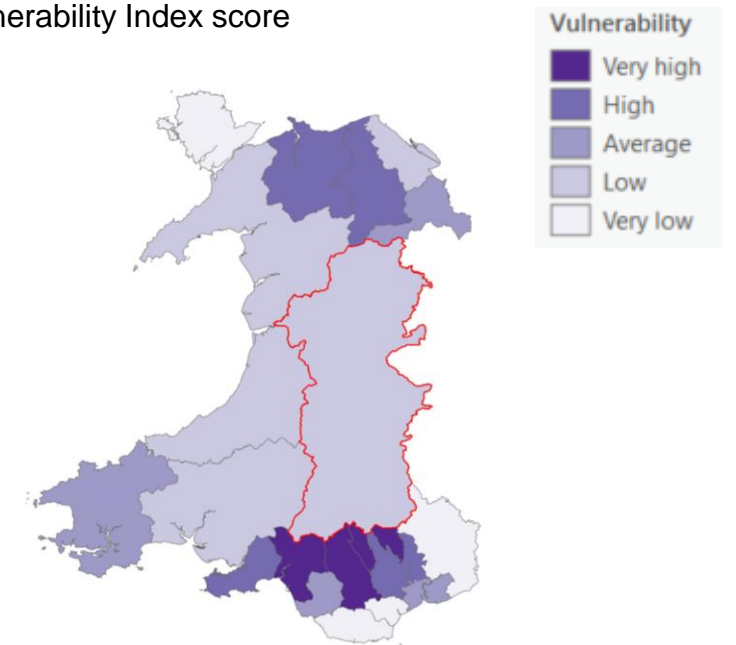 nerability Index score
Vulnerability
Very high
High
Average
Low
Very low